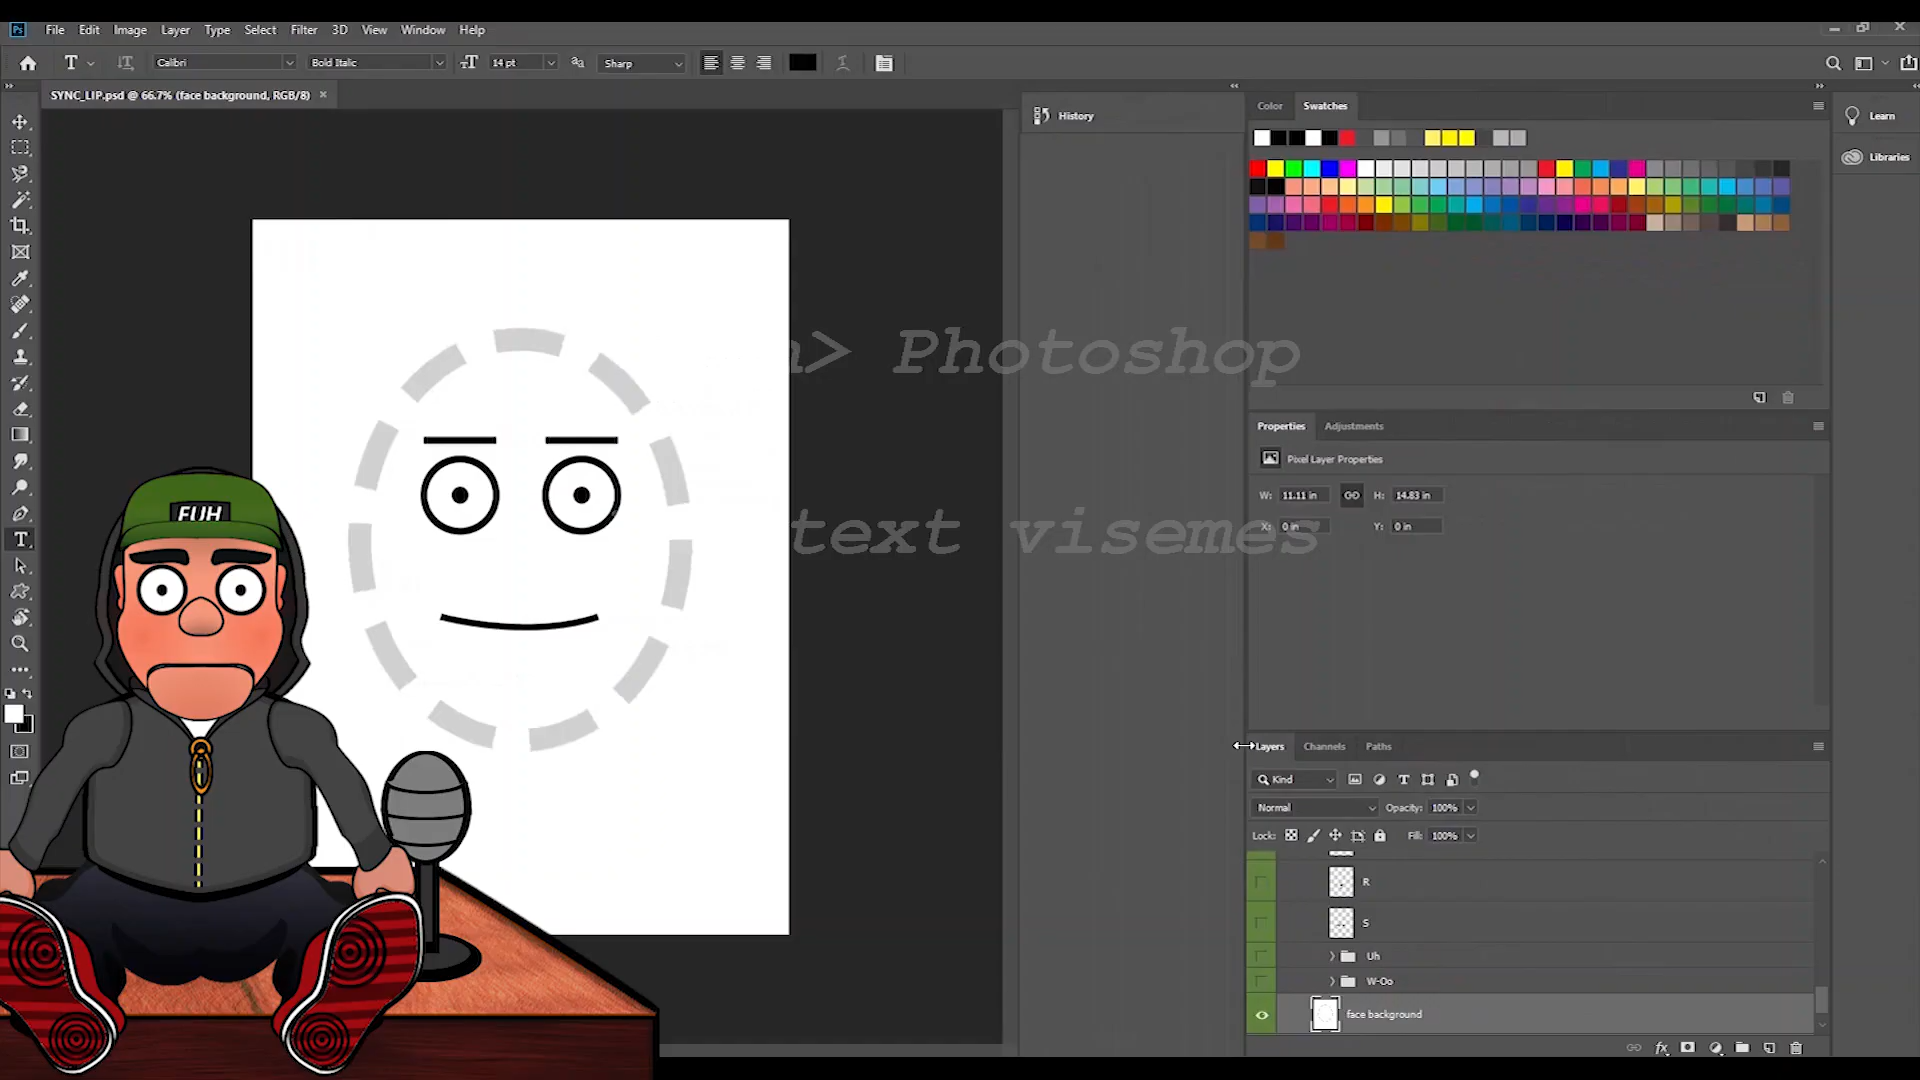 Ps File Edit Image Layer Type Select Filter 3D View Window Help
T Calibri Bold Italic 14 pt Sharp
SYNC_LIP.psd @ 66.7% (face background, RGB/8) ×
History
Color Swatches
Learn
Libraries
> Photoshop
text visemes
FUH
Properties Adjustments
Pixel Layer Properties
W: 11.11 in H: 14.83 in
X: 0 in Y: 0 in
Layers Channels Paths
Kind
Normal Opacity: 100%
Lock: Fill: 100%
R
S
Uh
W-Oo
face background
fx